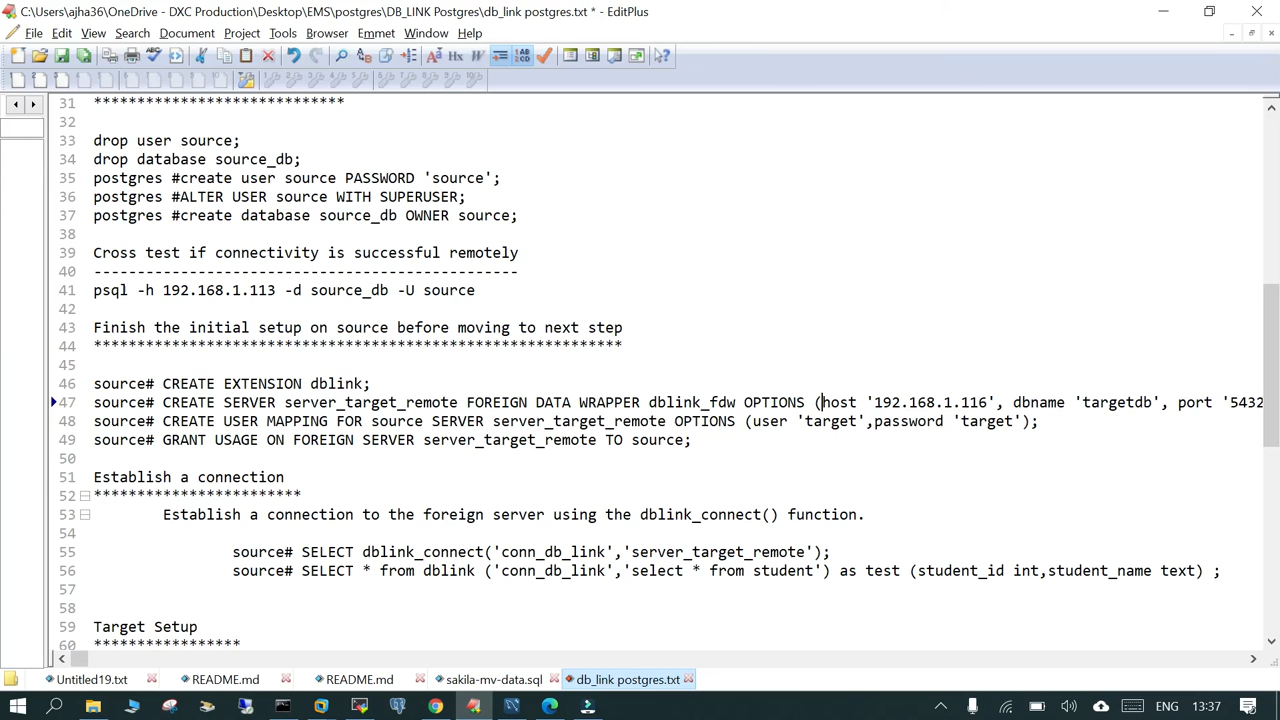 C:\Users\ajha36\OneDrive - DXC Production\Desktop\EMS\postgres\DB_LINK Postgres\db_link postgres.txt * - EditPlus
File Edit View Search Document Project Tools Browser Emmet Window Help
31 *****************************
32
33 drop user source;
34 drop database source_db;
35 postgres #create user source PASSWORD 'source';
36 postgres #ALTER USER source WITH SUPERUSER;
37 postgres #create database source_db OWNER source;
38
39 Cross test if connectivity is successful remotely
40 -------------------------------------------------
41 psql -h 192.168.1.113 -d source_db -U source
42
43 Finish the initial setup on source before moving to next step
44 *************************************************************
45
46 source# CREATE EXTENSION dblink;
47 source# CREATE SERVER server_target_remote FOREIGN DATA WRAPPER dblink_fdw OPTIONS (host '192.168.1.116', dbname 'targetdb', port '5432
48 source# CREATE USER MAPPING FOR source SERVER server_target_remote OPTIONS (user 'target',password 'target');
49 source# GRANT USAGE ON FOREIGN SERVER server_target_remote TO source;
50
51 Establish a connection
52 ************************
53 Establish a connection to the foreign server using the dblink_connect() function.
54
55 source# SELECT dblink_connect('conn_db_link','server_target_remote');
56 source# SELECT * from dblink ('conn_db_link','select * from student') as test (student_id int,student_name text) ;
57
58
59 Target Setup
60 *****************
Untitled19.txt README.md README.md sakila-mv-data.sql db_link postgres.txt
ENG 13:37